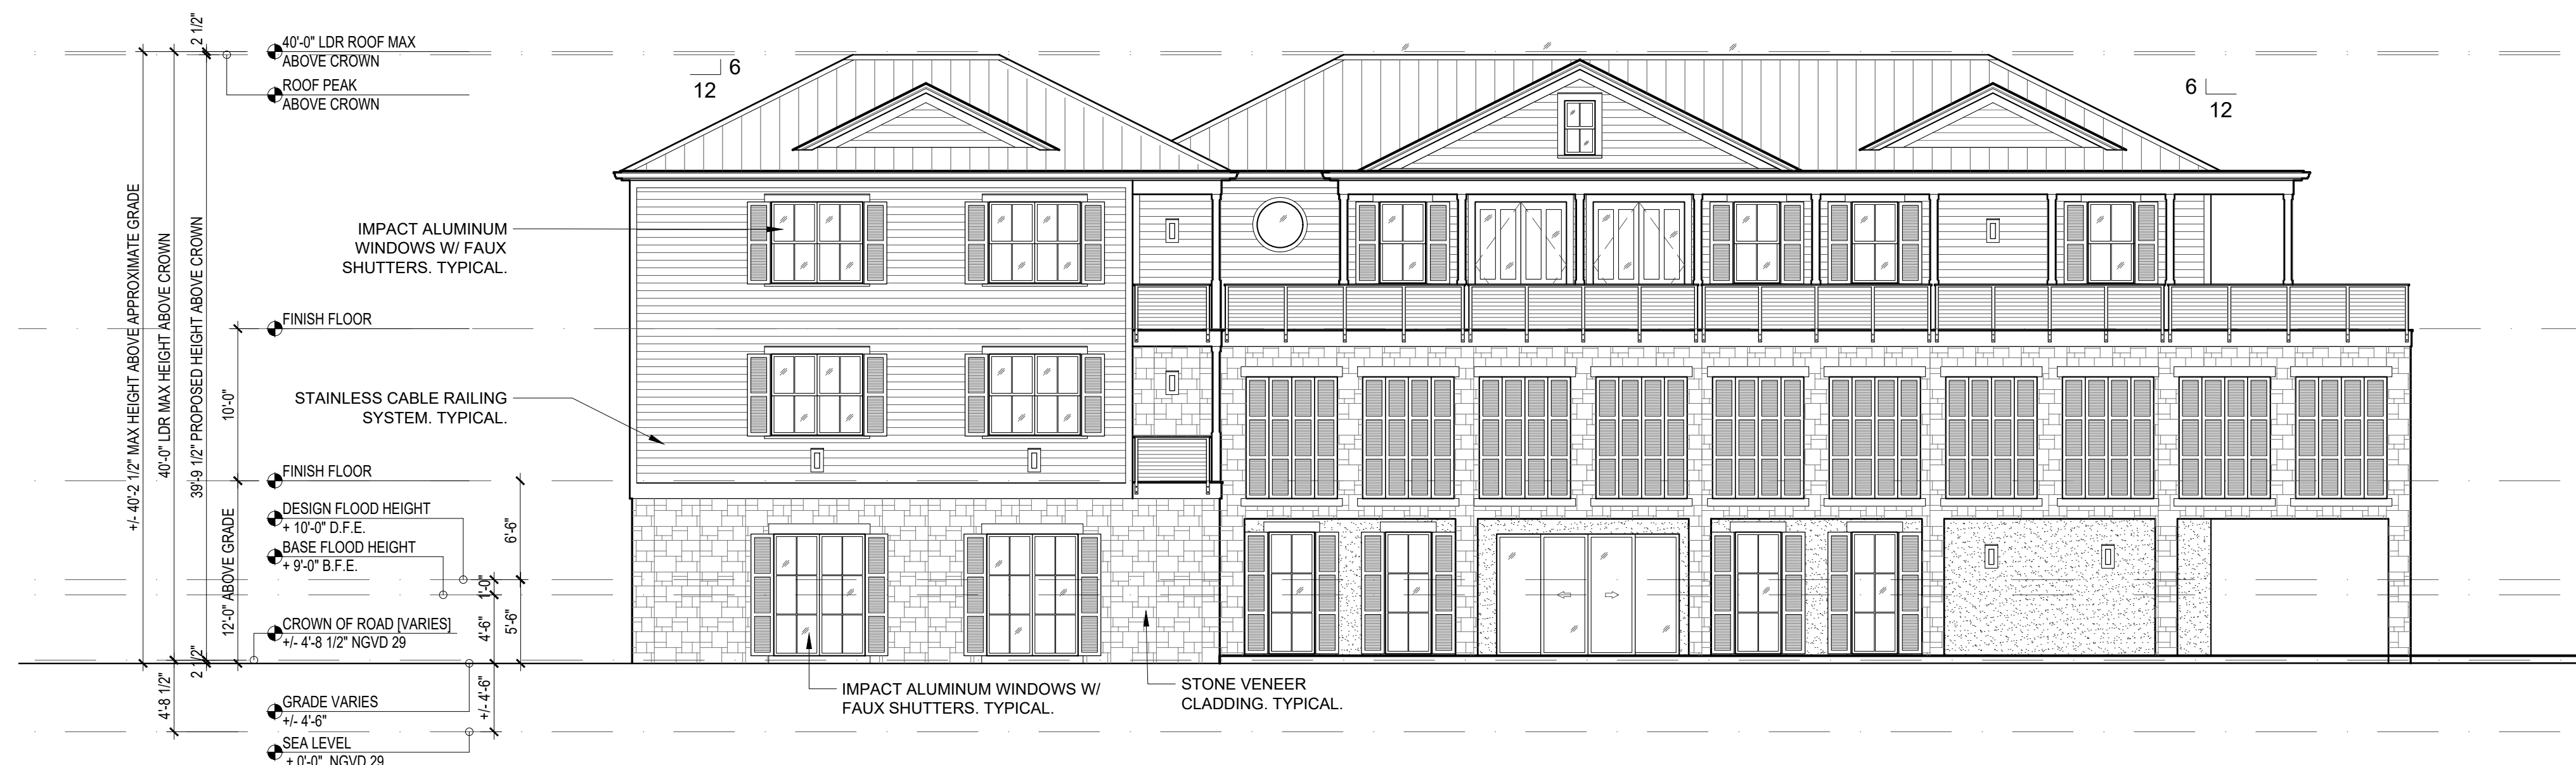 2 1/2"
40'-0" LDR ROOF MAX
ABOVE CROWN
ROOF PEAK
ABOVE CROWN
6
12
6
12
+/- 40'-2 1/2" MAX HEIGHT ABOVE APPROXIMATE GRADE
40'-0" LDR MAX HEIGHT ABOVE CROWN
39'-9 1/2" PROPOSED HEIGHT ABOVE CROWN
IMPACT ALUMINUM
WINDOWS W/ FAUX
SHUTTERS. TYPICAL.
FINISH FLOOR
10'-0"
STAINLESS CABLE RAILING
SYSTEM. TYPICAL.
FINISH FLOOR
12'-0" ABOVE GRADE
DESIGN FLOOD HEIGHT
+ 10'-0" D.F.E.
BASE FLOOD HEIGHT
+ 9'-0" B.F.E.
6'-6"
1'-0"
4'-6"
5'-6"
CROWN OF ROAD [VARIES]
+/- 4'-8 1/2" NGVD 29
2 1/2"
4'-8 1/2"
GRADE VARIES
+/- 4'-6"
+/- 4'-6"
SEA LEVEL
+ 0'-0" NGVD 29
IMPACT ALUMINUM WINDOWS W/
FAUX SHUTTERS. TYPICAL.
STONE VENEER
CLADDING. TYPICAL.